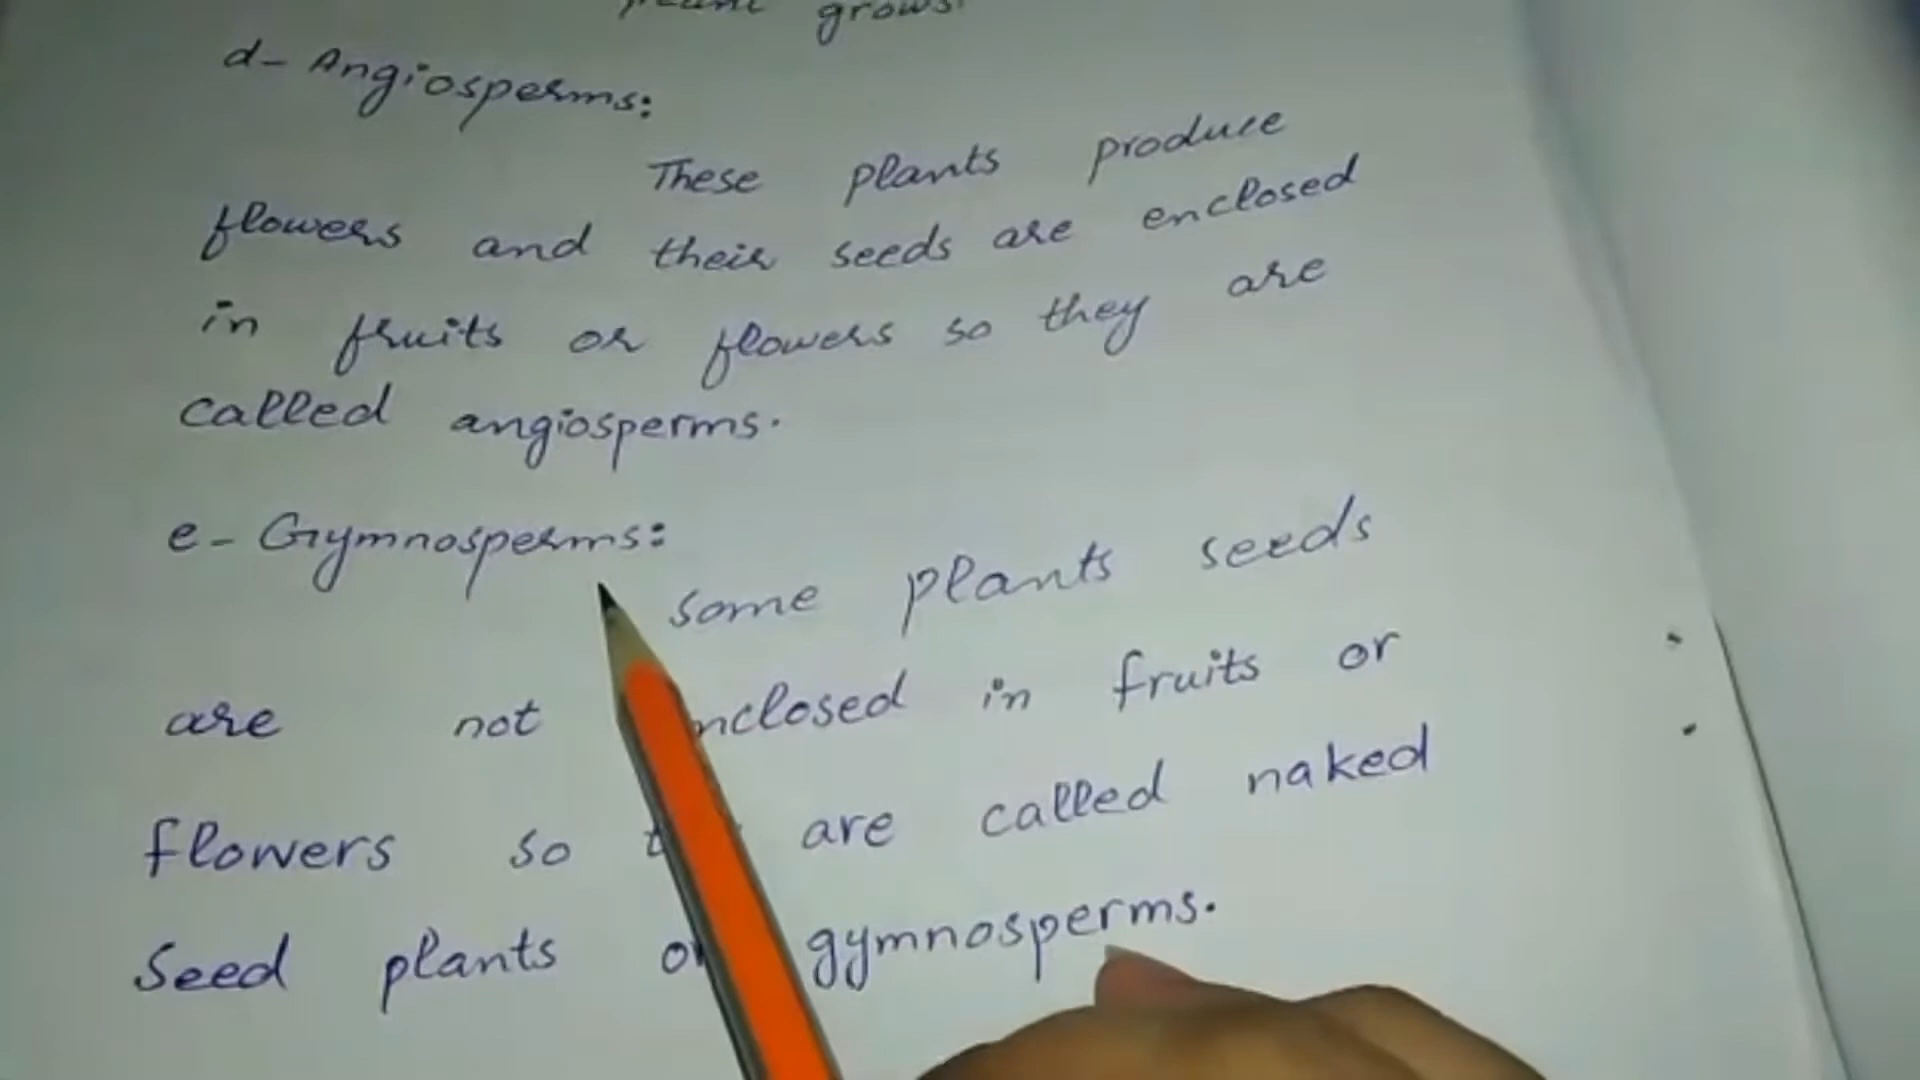 grows.
d- Angiosperms:
These plants produce
flowers and their seeds are enclosed
in fruits or flowers so they are
called angiosperms.
e- Gymnosperms:
some plants seeds
are not nclosed in fruits or
flowers so are called naked
Seed plants gymnosperms.